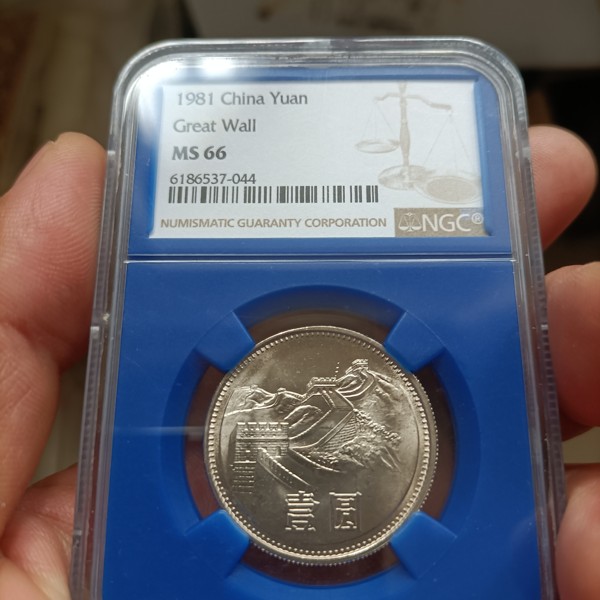 1981 China Yuan
Great Wall
MS 66
6186537-044
NUMISMATIC GUARANTY CORPORATION NGC®
壹圆